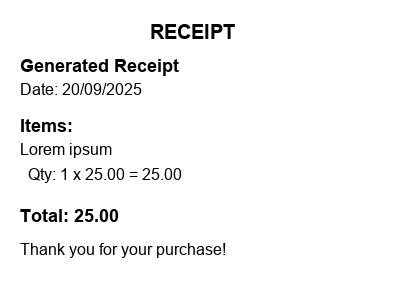 RECEIPT
Generated Receipt
Date: 20/09/2025
Items:
Lorem ipsum
Qty: 1 x 25.00 = 25.00
Total: 25.00
Thank you for your purchase!